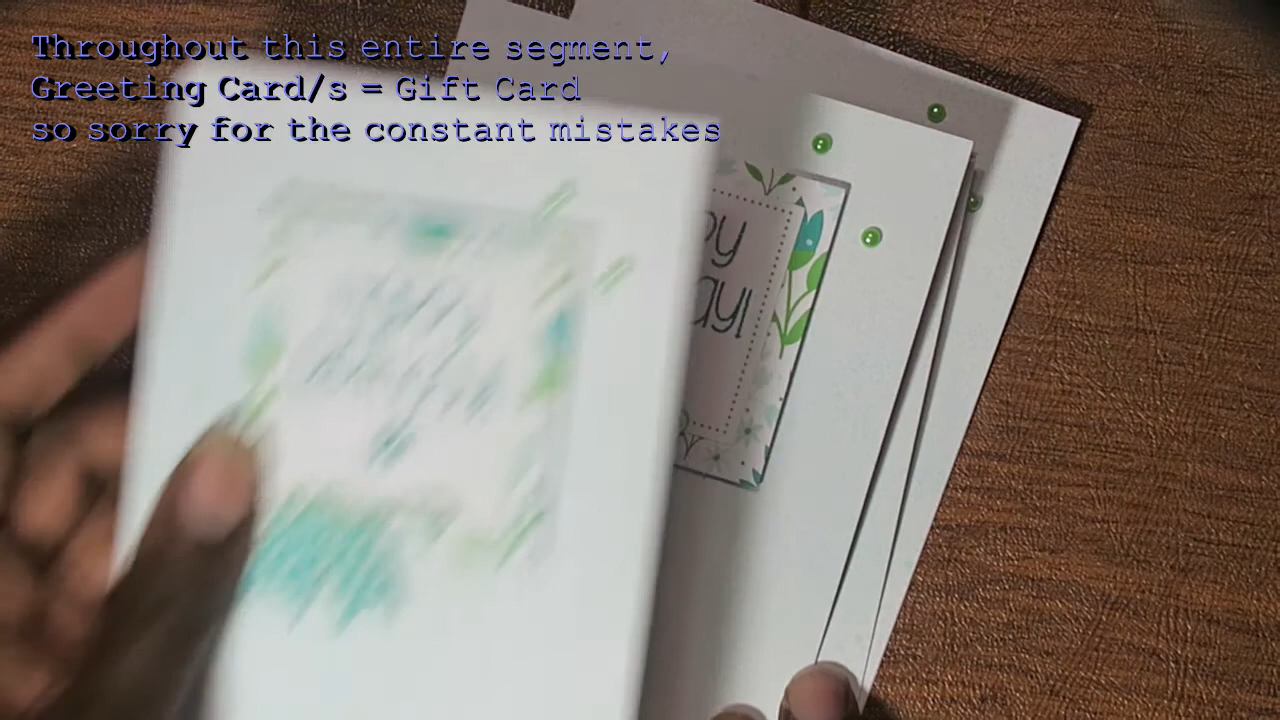 Throughout this entire segment,
Greeting Card/s = Gift Card
so sorry for the constant mistakes